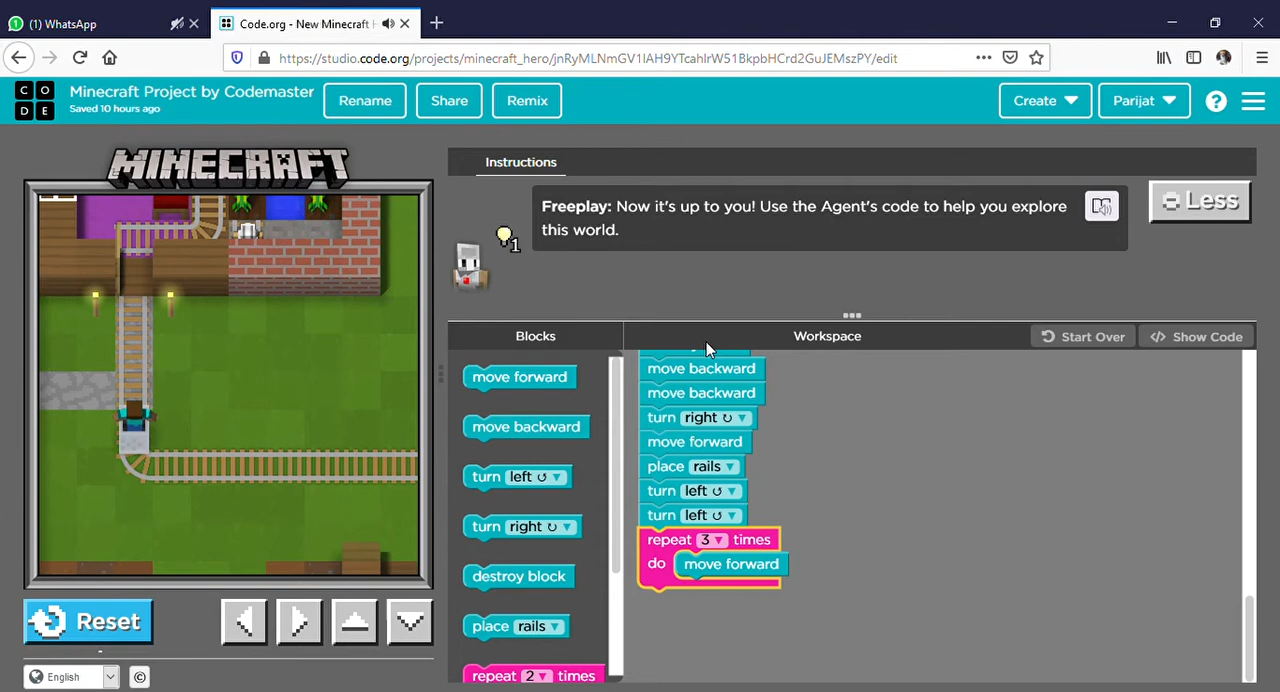 (1) WhatsApp
Code.org - New Minecraft H
https://studio.code.org/projects/minecraft_hero/jnRyMLNmGV1lAH9YTcahlrW51BkpbHCrd2GuJEMszPY/edit
C O
D E
Minecraft Project by Codemaster
Saved 10 hours ago
Rename
Share
Remix
Create
Parijat
?
MINECRAFT
Instructions
Freeplay: Now it's up to you! Use the Agent's code to help you explore
this world.
1
Less
Blocks
Workspace
Start Over
Show Code
move forward
move backward
turn left
turn right
destroy block
place rails
repeat 2 times
move backward
move backward
turn right
move forward
place rails
turn left
turn left
repeat 3 times
do move forward
Reset
English
©